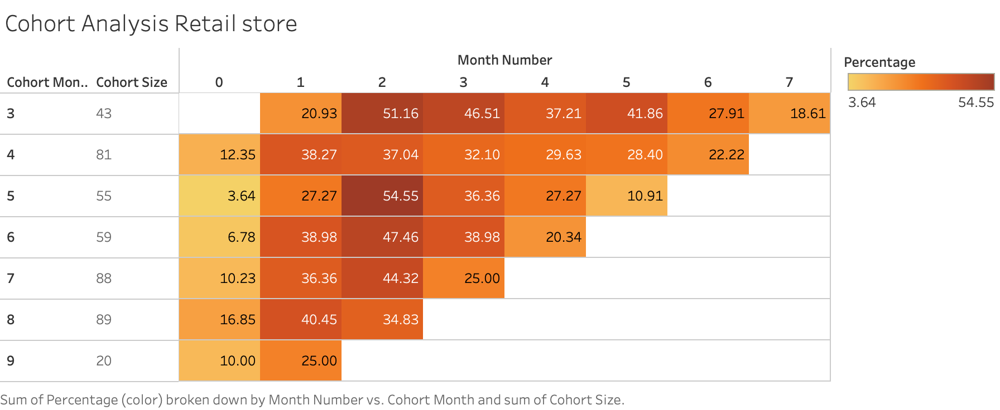 Cohort Analysis Retail store
Month Number
Percentage
Cohort Mon.. Cohort Size 0 1 2 3 4 5 6 7
3.64 54.55
3 43 20.93 51.16 46.51 37.21 41.86 27.91 18.61
4 81 12.35 38.27 37.04 32.10 29.63 28.40 22.22
5 55 3.64 27.27 54.55 36.36 27.27 10.91
6 59 6.78 38.98 47.46 38.98 20.34
7 88 10.23 36.36 44.32 25.00
8 89 16.85 40.45 34.83
9 20 10.00 25.00
Sum of Percentage (color) broken down by Month Number vs. Cohort Month and sum of Cohort Size.